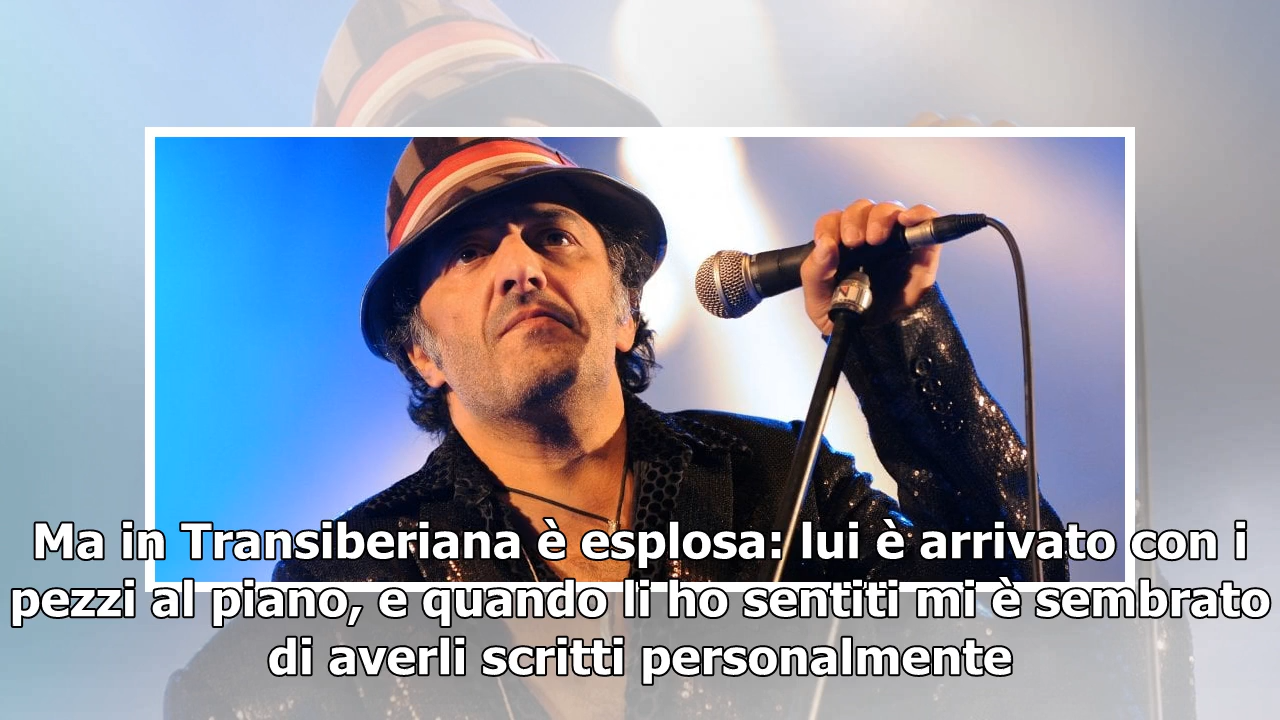 Ma in Transiberiana è esplosa: lui è arrivato con i
pezzi al piano, e quando li ho sentiti mi è sembrato
di averli scritti personalmente